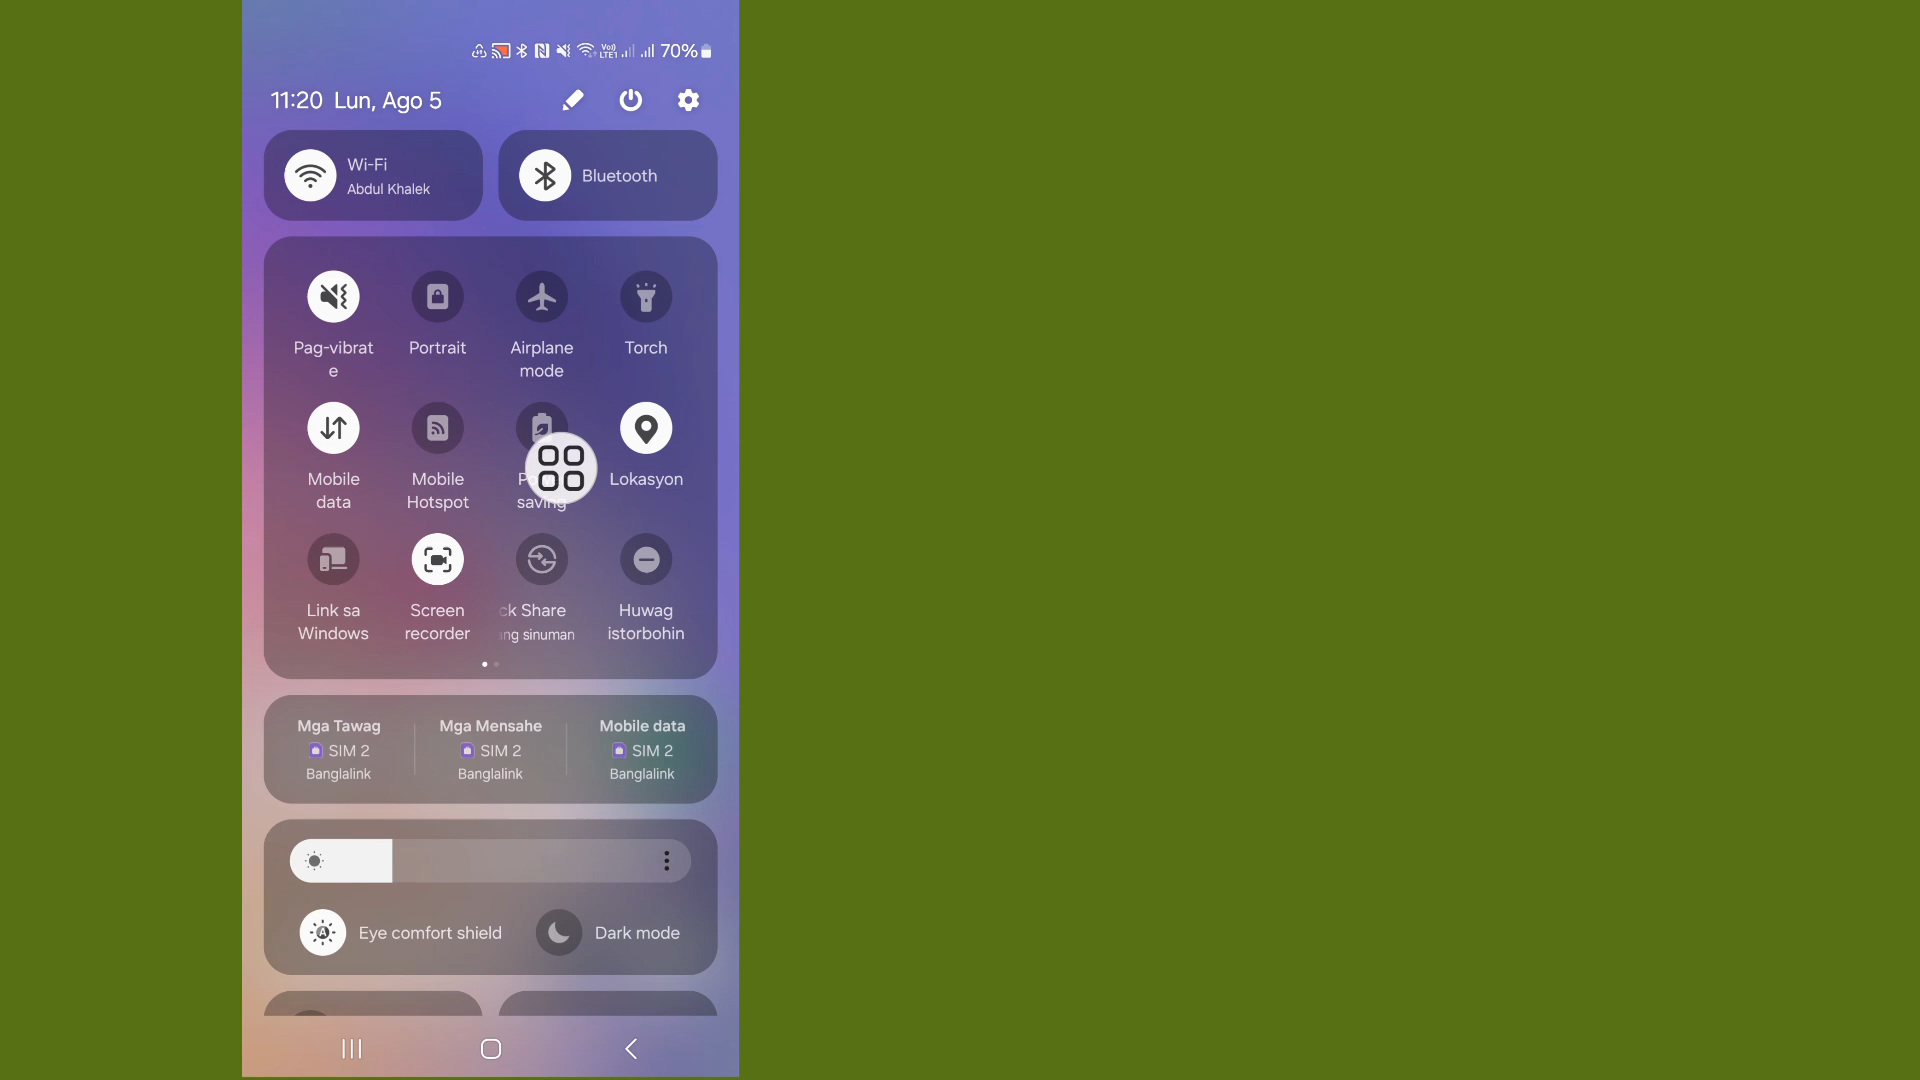 70%
11:20 Lun, Ago 5
Wi-Fi
Abdul Khalek
Bluetooth
Pag-vibrat
e
Portrait
Airplane
mode
Torch
Mobile
data
Mobile
Hotspot
saving
Lokasyon
Link sa
Windows
Screen
recorder
ck Share
ng sinuman
Huwag
istorbohin
Mga Tawag
SIM 2
Banglalink
Mga Mensahe
SIM 2
Banglalink
Mobile data
SIM 2
Banglalink
Eye comfort shield
Dark mode